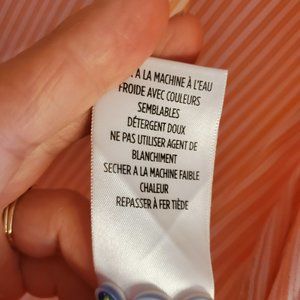 A LA MACHINE À L'EAU
FROIDE AVEC COULEURS
SEMBLABLES
DÉTERGENT DOUX
NE PAS UTILISER AGENT DE
BLANCHIMENT
SECHER A LA MACHINE FAIBLE
CHALEUR
REPASSER À FER TIÈDE